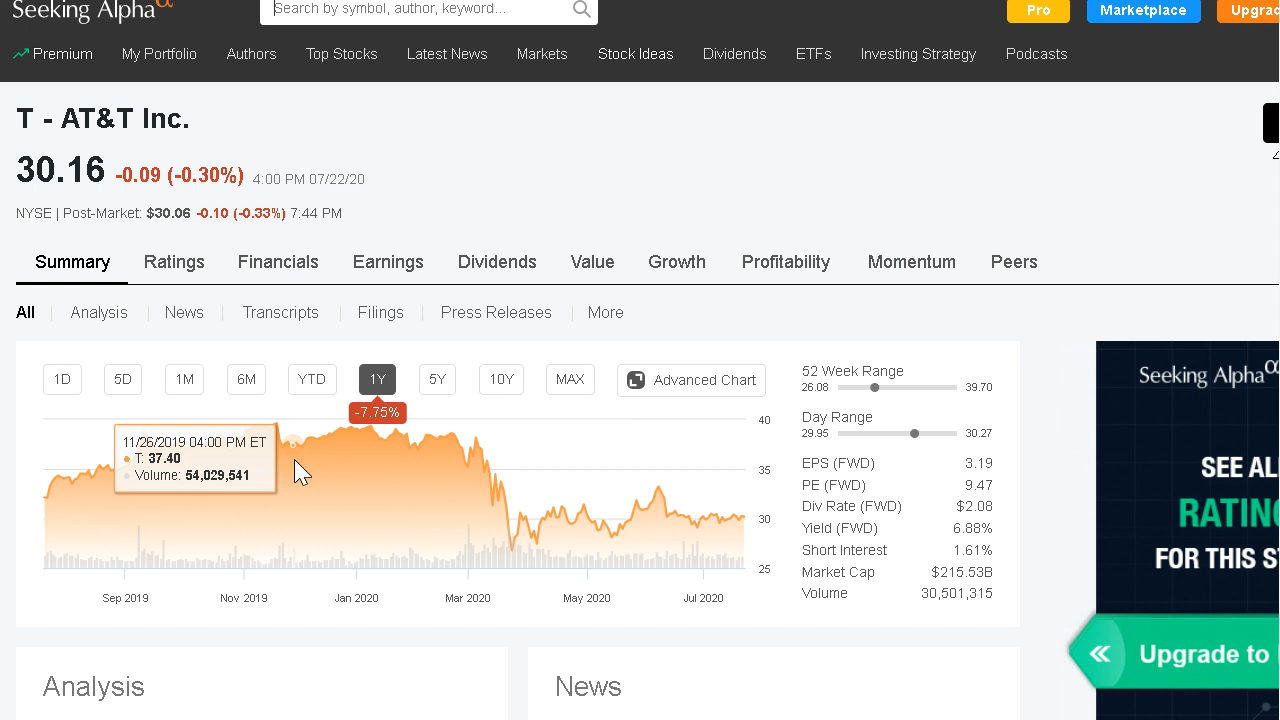 Seeking Alpha α
Search by symbol, author, keyword...
Pro
Marketplace
Premium My Portfolio Authors Top Stocks Latest News Markets Stock Ideas Dividends ETFs Investing Strategy Podcasts
T - AT&T Inc.
30.16 -0.09 (-0.30%) 4:00 PM 07/22/20
NYSE | Post-Market: $30.06 -0.10 (-0.33%) 7:44 PM
Summary Ratings Financials Earnings Dividends Value Growth Profitability Momentum Peers
All | Analysis | News | Transcripts | Filings | Press Releases | More
1D 5D 1M 6M YTD 1Y 5Y 10Y MAX Advanced Chart
-7.75%
11/26/2019 04:00 PM ET
T: 37.40
Volume: 54,029,541
40
35
30
25
Sep 2019 Nov 2019 Jan 2020 Mar 2020 May 2020 Jul 2020
52 Week Range
26.08 39.70
Day Range
29.95 30.27
EPS (FWD) 3.19
PE (FWD) 9.47
Div Rate (FWD) $2.08
Yield (FWD) 6.88%
Short Interest 1.61%
Market Cap $215.53B
Volume 30,501,315
Seeking Alpha α
SEE AL
RATIN
FOR THIS S
« Upgrade to
Analysis
News